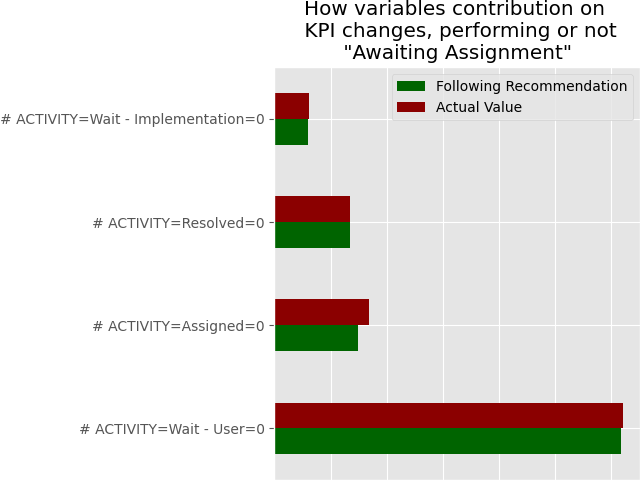 How variables contribution on
KPI changes, performing or not
"Awaiting Assignment"
Following Recommendation
Actual Value
# ACTIVITY=Wait - Implementation=0
# ACTIVITY=Resolved=0
# ACTIVITY=Assigned=0
# ACTIVITY=Wait - User=0